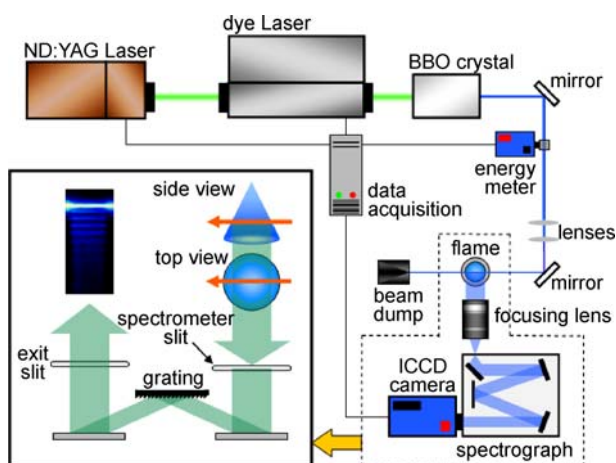 ND:YAG Laser
dye Laser
BBO crystal
mirror
energy
meter
data
acquisition
side view
top view
lenses
flame
mirror
beam
dump
focusing lens
spectrometer
slit
exit
slit
grating
ICCD
camera
spectrograph